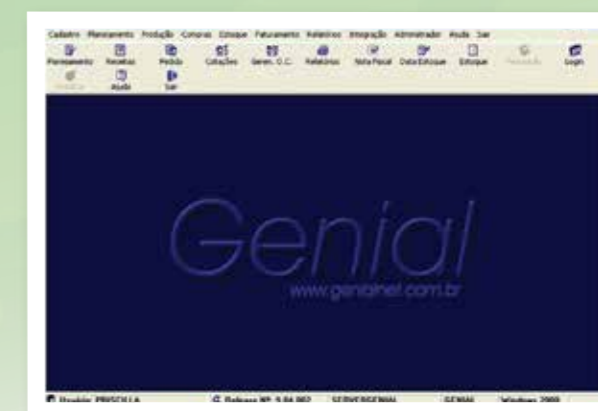 Cadastro Planejamento Produção Compras Estoque Faturamento Relatórios Integração Administrador Ajuda Sair
Planejamento Receitas Pedido Cotações Geren. O.C. Relatórios Nota Fiscal Data Estoque Estoque Login
Ajuda Sair
Genial
www.genialnet.com.br
Usuário: PRISCILLA Release Nº: 5.04.002 SERVERGENIAL GENIAL Windows 2000